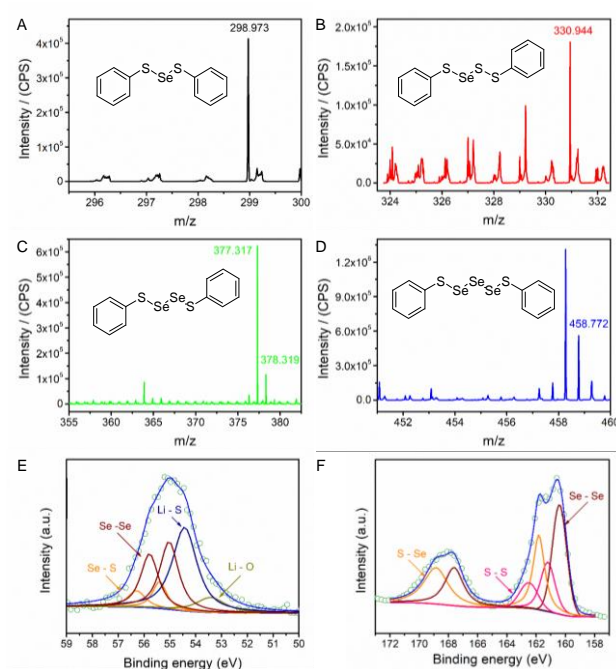 A
298.973
S
Se
S
4x10⁵
3x10⁵
2x10⁵
1x10⁵
0
Intensity / (CPS)
296 297 298 299 300
m/z
B
330.944
S
Se
S
S
2.0x10⁵
1.5x10⁵
1.0x10⁵
5.0x10⁴
0.0
Intensity / (CPS)
324 326 328 330 332
m/z
C
377.317
378.319
S
Se
Se
S
6x10⁵
5x10⁵
4x10⁵
3x10⁵
2x10⁵
1x10⁵
0
Intensity / (CPS)
355 360 365 370 375 380
m/z
D
458.772
S
Se
Se
Se
S
1.2x10⁶
9.0x10⁵
6.0x10⁵
3.0x10⁵
0.0
Intensity / (CPS)
452 454 456 458 460
m/z
E
Li - S
Se -Se
Se - S
Li - O
Intensity (a.u.)
59 58 57 56 55 54 53 52 51 50
Binding energy (eV)
F
Se - Se
S - Se
S - S
Intensity (a.u.)
172 170 168 166 164 162 160 158
Binding energy (eV)